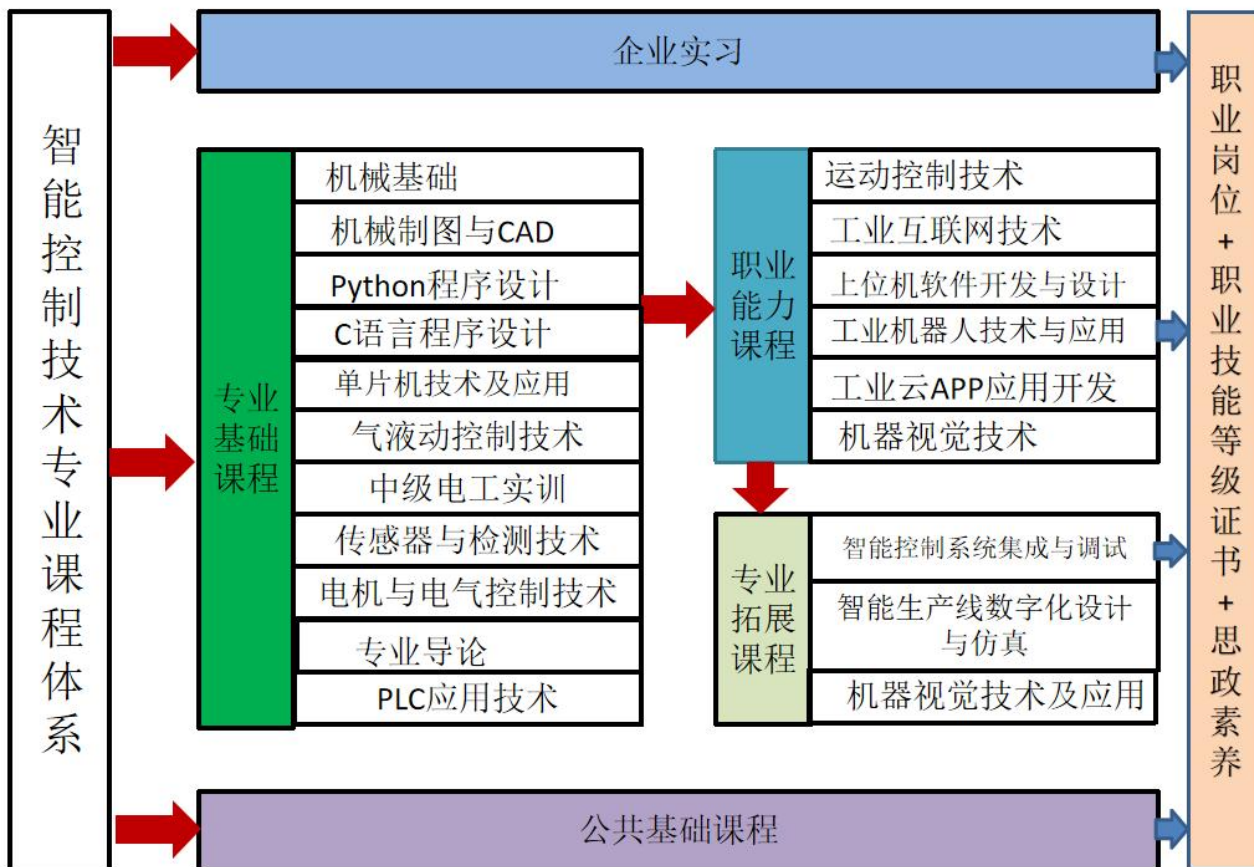 智能控制技术专业课程体系
企业实习
专业
基础
课程
机械基础
机械制图与CAD
Python程序设计
C语言程序设计
单片机技术及应用
气液动控制技术
中级电工实训
传感器与检测技术
电机与电气控制技术
专业导论
PLC应用技术
职业
能力
课程
运动控制技术
工业互联网技术
上位机软件开发与设计
工业机器人技术与应用
工业云APP应用开发
机器视觉技术
专业
拓展
课程
智能控制系统集成与调试
智能生产线数字化设计
与仿真
机器视觉技术及应用
公共基础课程
职业岗位+职业技能等级证书+思政素养